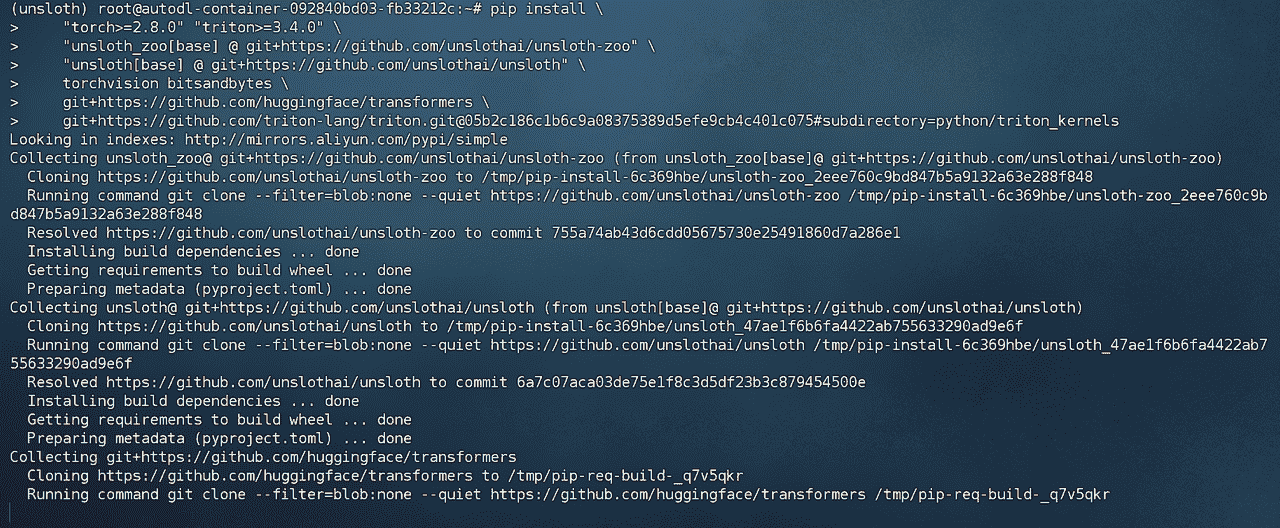 (unsloth) root@autodl-container-092840bd03-fb33212c:~# pip install \
>     "torch>=2.8.0" "triton>=3.4.0" \
>     "unsloth_zoo[base] @ git+https://github.com/unslothai/unsloth-zoo" \
>     "unsloth[base] @ git+https://github.com/unslothai/unsloth" \
>     torchvision bitsandbytes \
>     git+https://github.com/huggingface/transformers \
>     git+https://github.com/triton-lang/triton.git@05b2c186c1b6c9a08375389d5efe9cb4c401c075#subdirectory=python/triton_kernels
Looking in indexes: http://mirrors.aliyun.com/pypi/simple
Collecting unsloth_zoo@ git+https://github.com/unslothai/unsloth-zoo (from unsloth_zoo[base]@ git+https://github.com/unslothai/unsloth-zoo)
  Cloning https://github.com/unslothai/unsloth-zoo to /tmp/pip-install-6c369hbe/unsloth-zoo_2eee760c9bd847b5a9132a63e288f848
  Running command git clone --filter=blob:none --quiet https://github.com/unslothai/unsloth-zoo /tmp/pip-install-6c369hbe/unsloth-zoo_2eee760c9b
d847b5a9132a63e288f848
  Resolved https://github.com/unslothai/unsloth-zoo to commit 755a74ab43d6cdd05675730e25491860d7a286e1
  Installing build dependencies ... done
  Getting requirements to build wheel ... done
  Preparing metadata (pyproject.toml) ... done
Collecting unsloth@ git+https://github.com/unslothai/unsloth (from unsloth[base]@ git+https://github.com/unslothai/unsloth)
  Cloning https://github.com/unslothai/unsloth to /tmp/pip-install-6c369hbe/unsloth_47ae1f6b6fa4422ab755633290ad9e6f
  Running command git clone --filter=blob:none --quiet https://github.com/unslothai/unsloth /tmp/pip-install-6c369hbe/unsloth_47ae1f6b6fa4422ab7
55633290ad9e6f
  Resolved https://github.com/unslothai/unsloth to commit 6a7c07aca03de75e1f8c3d5df23b3c879454500e
  Installing build dependencies ... done
  Getting requirements to build wheel ... done
  Preparing metadata (pyproject.toml) ... done
Collecting git+https://github.com/huggingface/transformers
  Cloning https://github.com/huggingface/transformers to /tmp/pip-req-build-_q7v5qkr
  Running command git clone --filter=blob:none --quiet https://github.com/huggingface/transformers /tmp/pip-req-build-_q7v5qkr